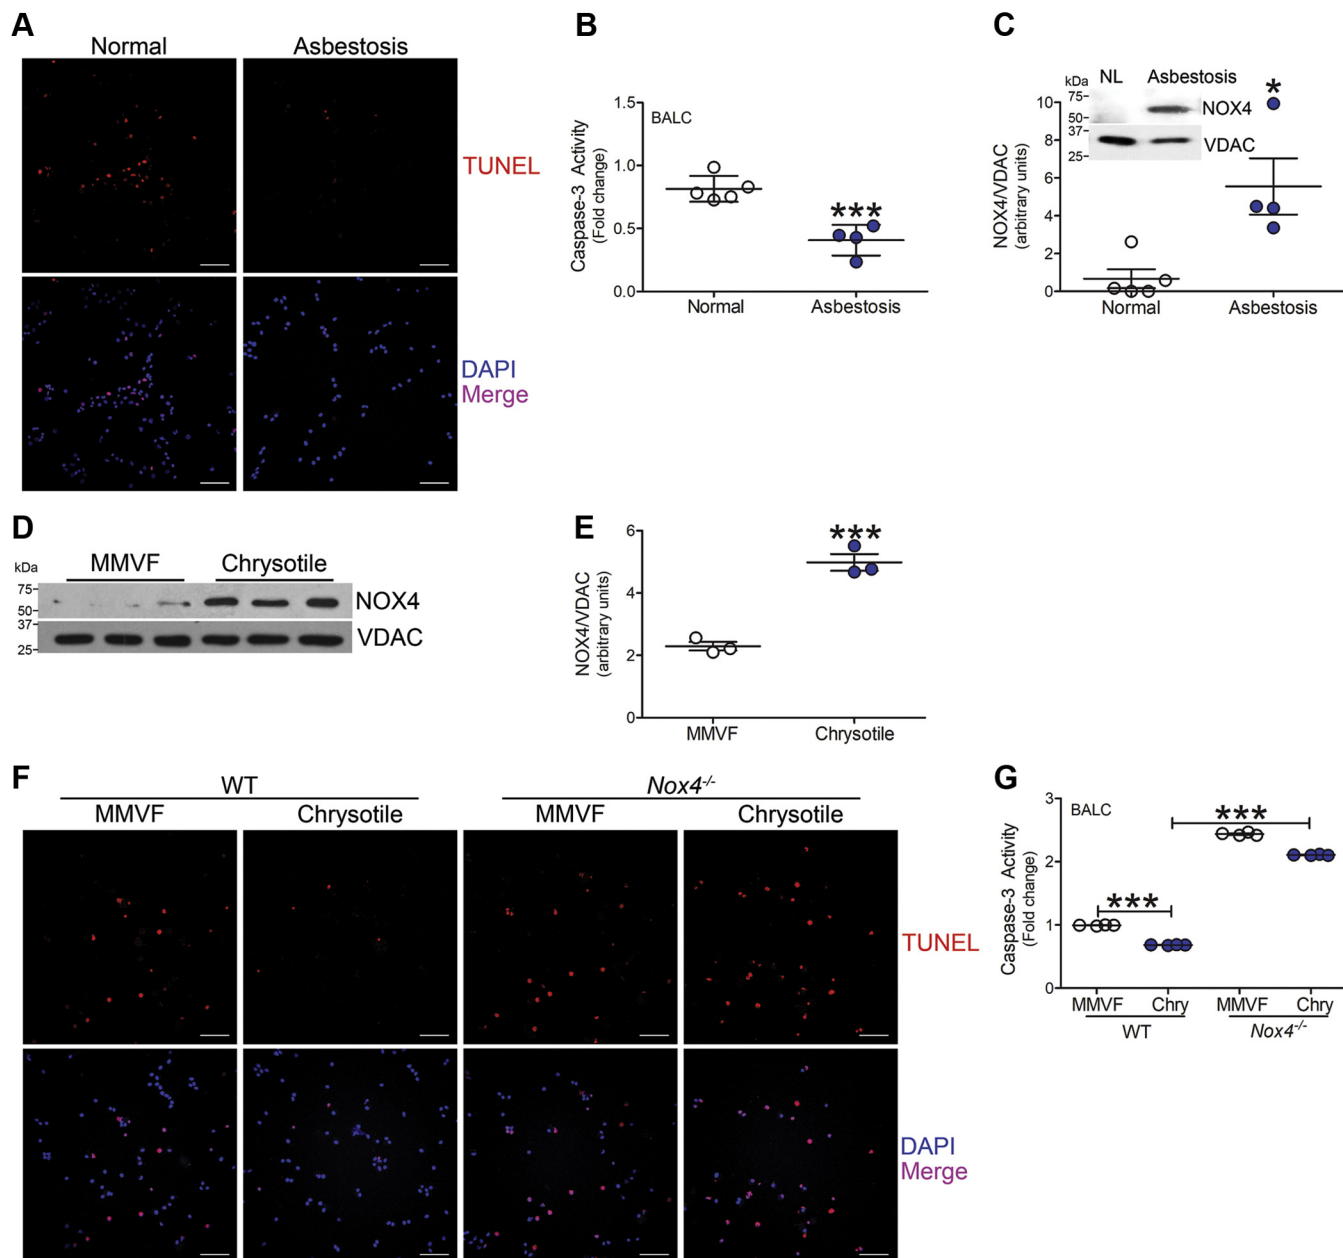 A
Normal Asbestosis
TUNEL
DAPI
Merge
B
BALC
Caspase-3 Activity
(Fold change)
1.5
1.0
0.5
0.0
***
Normal Asbestosis
C
kDa NL Asbestosis
75-
50-
37-
25-
NOX4
VDAC
*
NOX4/VDAC
(arbitrary units)
10
8
6
4
2
0
Normal Asbestosis
D
kDa MMVF Chrysotile
75-
50-
37-
25-
NOX4
VDAC
E
NOX4/VDAC
(arbitrary units)
6
4
2
0
***
MMVF Chrysotile
F
WT Nox4-/-
MMVF Chrysotile MMVF Chrysotile
TUNEL
DAPI
Merge
G
BALC
Caspase-3 Activity
(Fold change)
3
2
1
0
***
***
MMVF Chry MMVF Chry
WT Nox4-/-